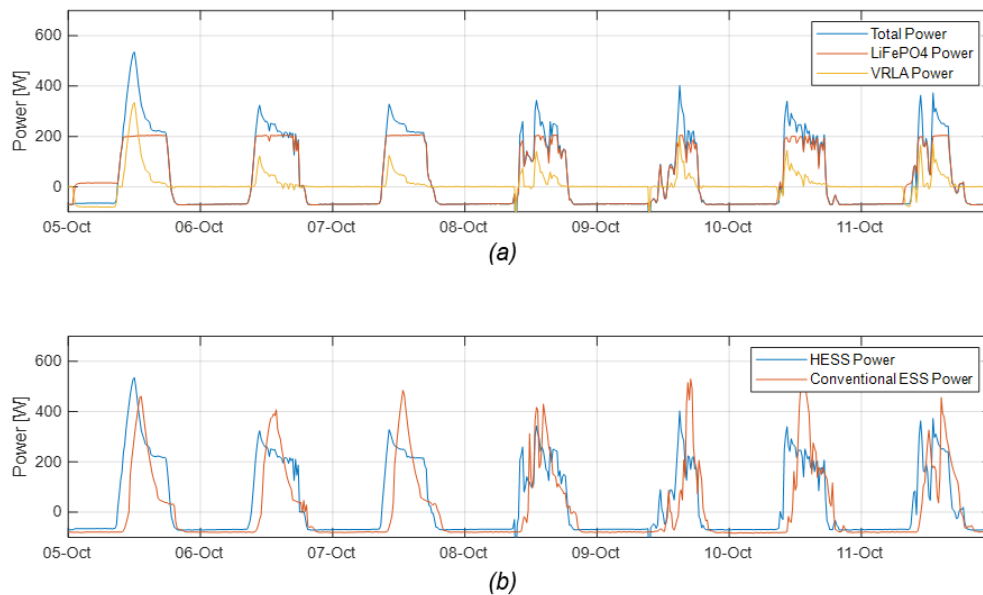 600
400
200
0
Power [W]
Total Power
LiFePO4 Power
VRLA Power
05-Oct 06-Oct 07-Oct 08-Oct 09-Oct 10-Oct 11-Oct
(a)
600
400
200
0
Power [W]
HESS Power
Conventional ESS Power
05-Oct 06-Oct 07-Oct 08-Oct 09-Oct 10-Oct 11-Oct
(b)